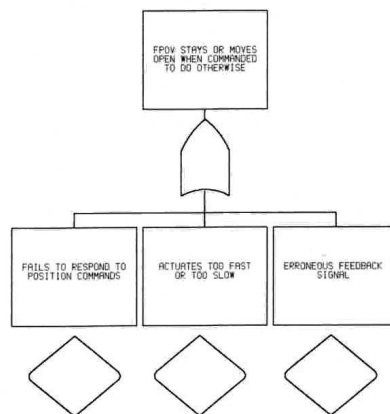 FPOV STAYS OR MOVES
OPEN WHEN COMMANDED
TO DO OTHERWISE
FAILS TO RESPOND TO
POSITION COMMANDS
ACTUATES TOO FAST
OR TOO SLOW
ERRONEOUS FEEDBACK
SIGNAL